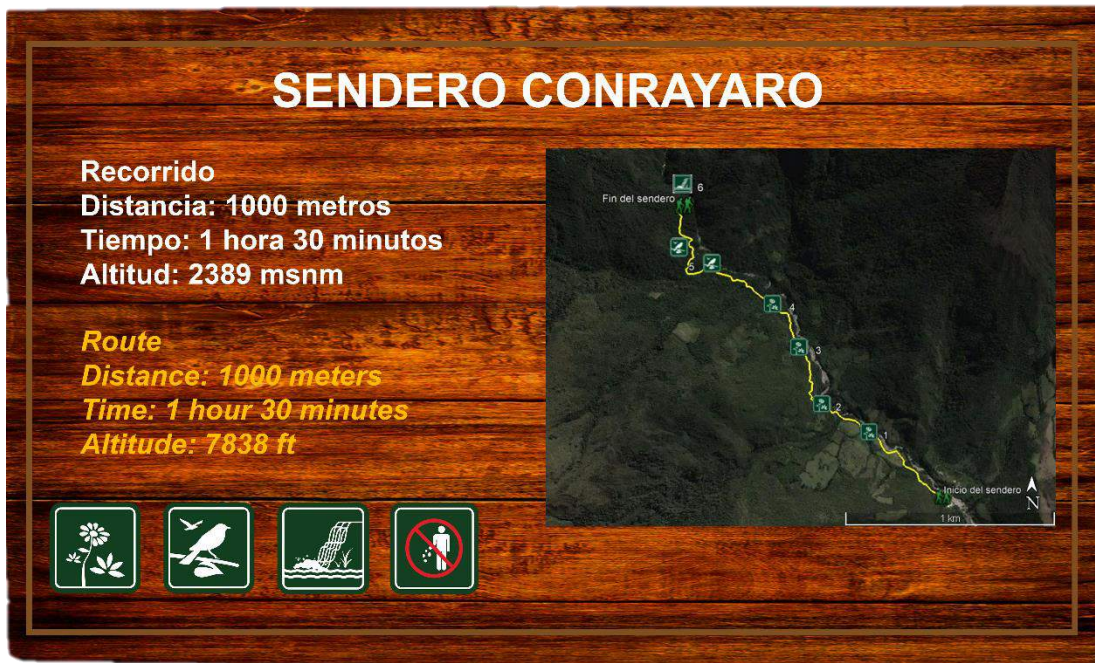 SENDERO CONRAYARO
Recorrido
Distancia: 1000 metros
Tiempo: 1 hora 30 minutos
Altitud: 2389 msnm
Route
Distance: 1000 meters
Time: 1 hour 30 minutes
Altitude: 7838 ft
6
Fin del sendero
5
4
3
2
1
Inicio del sendero
N
1 km